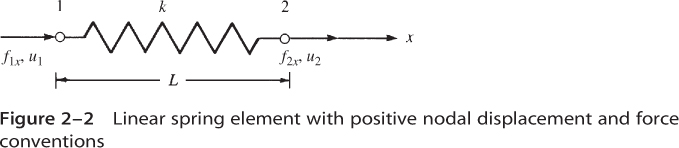 1 k 2
x
f1x, u1 f2x, u2
L
Figure 2–2 Linear spring element with positive nodal displacement and force
conventions